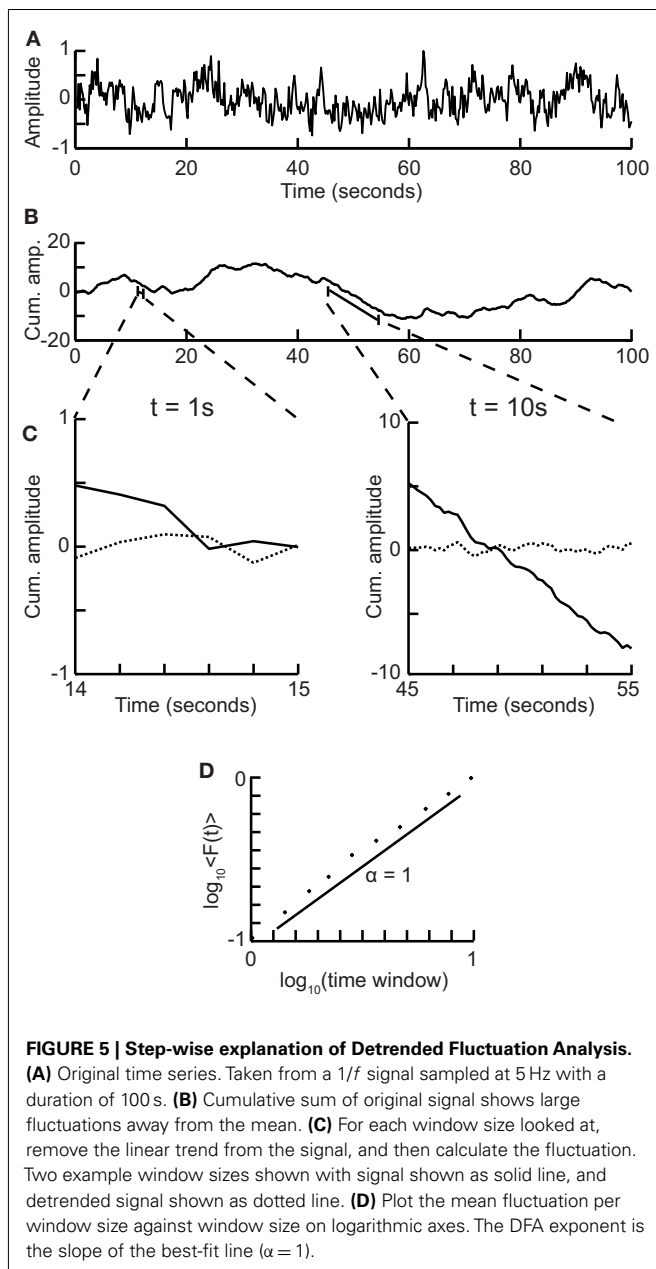 A
1
0
-1
Amplitude
0 20 40 60 80 100
Time (seconds)
B
20
0
-20
Cum. amp.
0 20 40 60 80 100
t = 1s
t = 10s
C
1
0
-1
Cum. amplitude
14 15
Time (seconds)
10
0
-10
Cum. amplitude
45 55
Time (seconds)
D
0
-1
log₁₀<F(t)>
α = 1
0 1
log₁₀(time window)
FIGURE 5 | Step-wise explanation of Detrended Fluctuation Analysis.
(A) Original time series. Taken from a 1/f signal sampled at 5 Hz with a
duration of 100 s. (B) Cumulative sum of original signal shows large
fluctuations away from the mean. (C) For each window size looked at,
remove the linear trend from the signal, and then calculate the fluctuation.
Two example window sizes shown with signal shown as solid line, and
detrended signal shown as dotted line. (D) Plot the mean fluctuation per
window size against window size on logarithmic axes. The DFA exponent is
the slope of the best-fit line (α = 1).